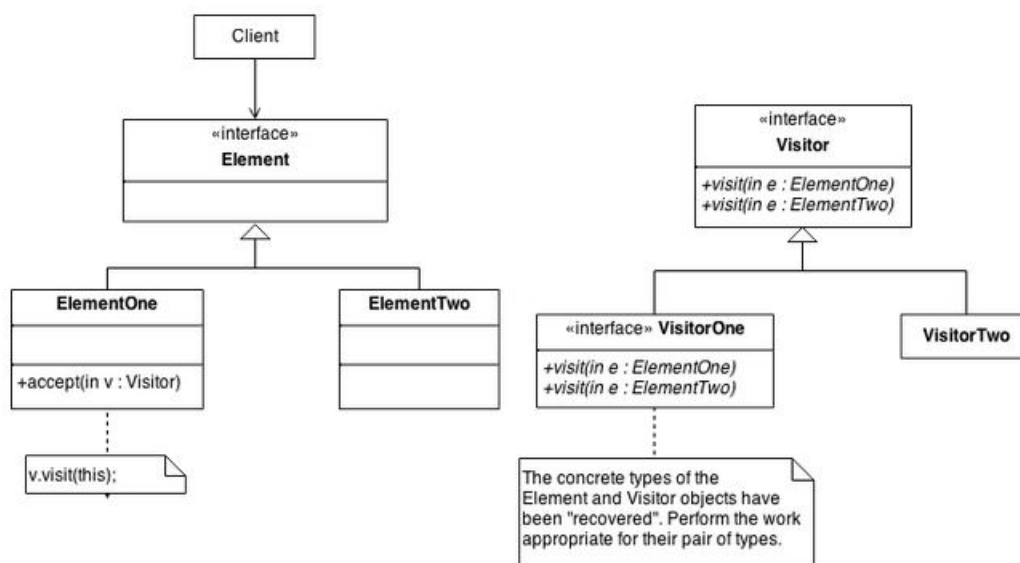 Client
«interface»
Element
ElementOne
+accept(in v : Visitor)
v.visit(this);
ElementTwo
«interface»
Visitor
+visit(in e : ElementOne)
+visit(in e : ElementTwo)
«interface» VisitorOne
+visit(in e : ElementOne)
+visit(in e : ElementTwo)
The concrete types of the
Element and Visitor objects have
been "recovered". Perform the work
appropriate for their pair of types.
VisitorTwo